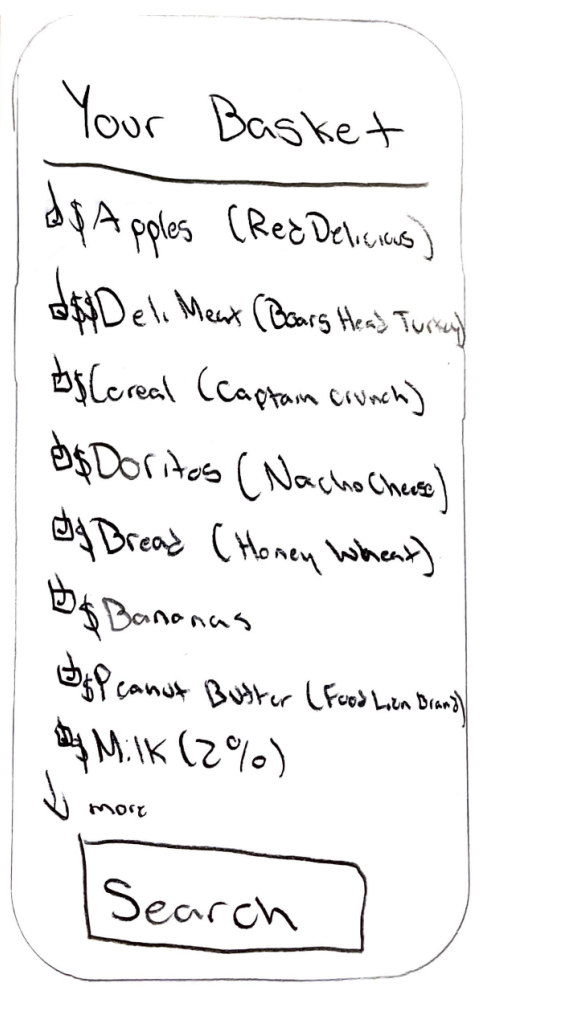 Your Basket
$Apples (Red Delicious)
$$Deli Meat (Boars Head Turkey)
$Cereal (Captain Crunch)
$Doritos (Nacho Cheese)
$Bread (Honey Wheat)
$Bananas
$Peanut Butter (Food Lion Brand)
$Milk (2%)
↓ more
Search